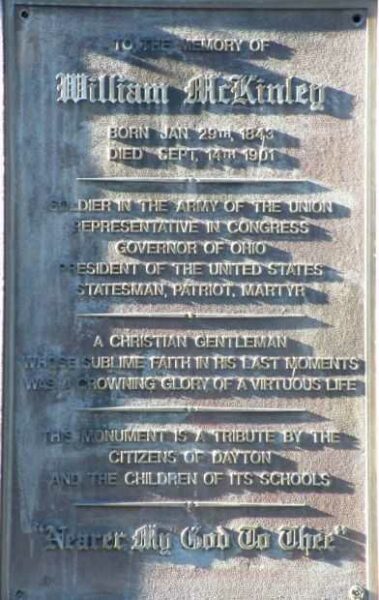 TO THE MEMORY OF
William McKinley
BORN JAN 29TH, 1843
DIED SEPT, 14TH 1901
SOLDIER IN THE ARMY OF THE UNION
REPRESENTATIVE IN CONGRESS
GOVERNOR OF OHIO
PRESIDENT OF THE UNITED STATES
STATESMAN, PATRIOT, MARTYR
A CHRISTIAN GENTLEMAN
WHOSE SUBLIME FAITH IN HIS LAST MOMENTS
WAS A CROWNING GLORY OF A VIRTUOUS LIFE
THIS MONUMENT IS A TRIBUTE BY THE
CITIZENS OF DAYTON
AND THE CHILDREN OF ITS SCHOOLS
"Nearer My God To Thee"